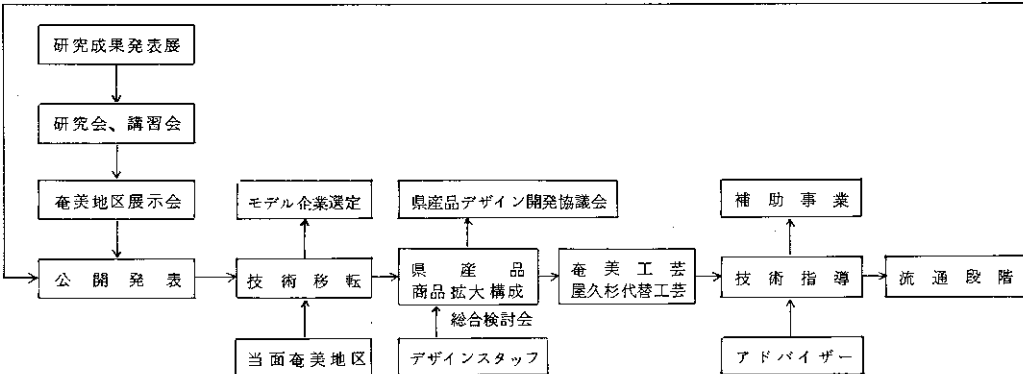 研究成果発表展
研究会、講習会
奄美地区展示会
モデル企業選定
県産品デザイン開発協議会
補助事業
公開発表
技術移転
県産品
商品拡大構成
奄美工芸
屋久杉代替工芸
技術指導
流通段階
総合検討会
当面奄美地区
デザインスタッフ
アドバイザー